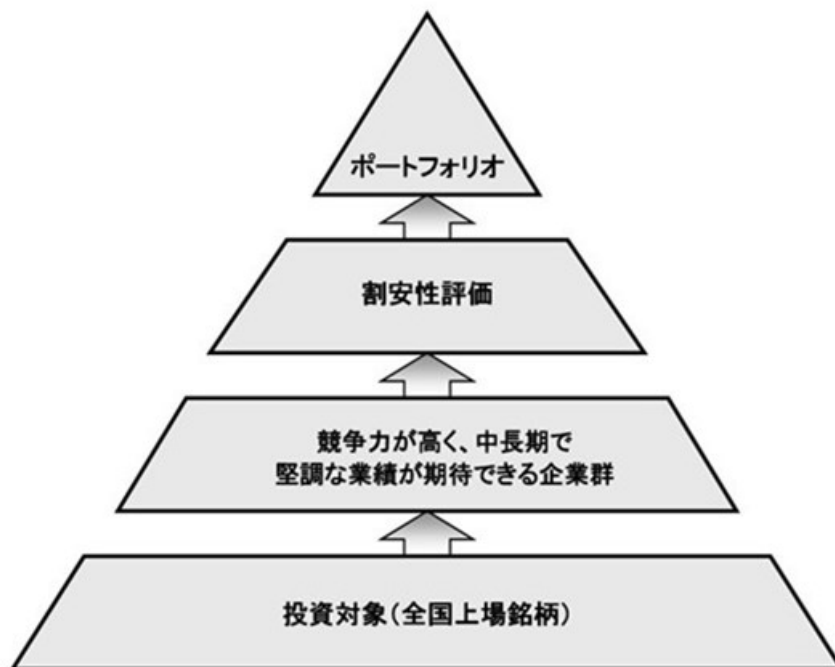 ポートフォリオ
割安性評価
競争力が高く、中長期で
堅調な業績が期待できる企業群
投資対象(全国上場銘柄)